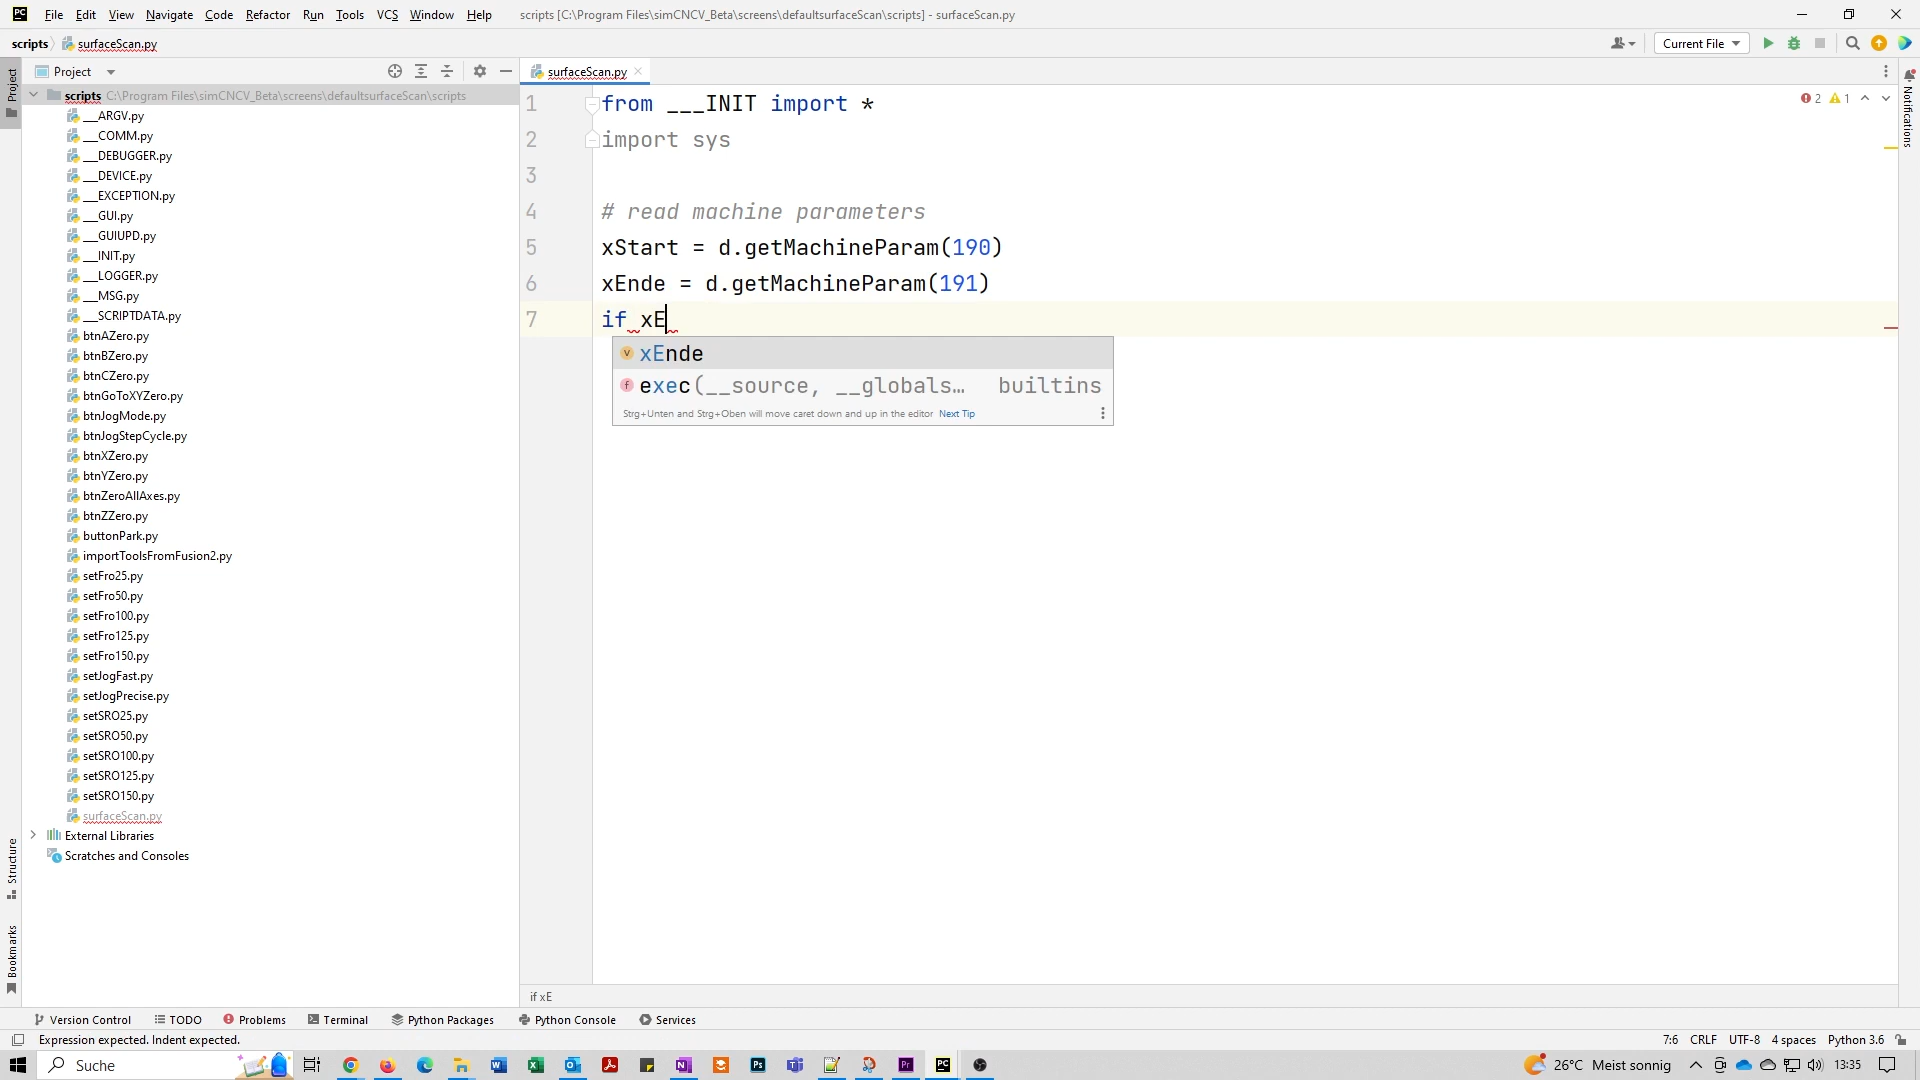 PC File Edit View Navigate Code Refactor Run Tools VCS Window Help scripts [C:\Program Files\simCNCV_Beta\screens\defaultsurfaceScan\scripts] - surfaceScan.py
scripts surfaceScan.py Current File
Project surfaceScan.py
scripts C:\Program Files\simCNCV_Beta\screens\defaultsurfaceScan\scripts
__ARGV.py
__COMM.py
__DEBUGGER.py
__DEVICE.py
__EXCEPTION.py
__GUI.py
__GUIUPD.py
__INIT.py
__LOGGER.py
__MSG.py
__SCRIPTDATA.py
btnAZero.py
btnBZero.py
btnCZero.py
btnGoToXYZero.py
btnJogMode.py
btnJogStepCycle.py
btnXZero.py
btnYZero.py
btnZeroAllAxes.py
btnZZero.py
buttonPark.py
importToolsFromFusion2.py
setFro25.py
setFro50.py
setFro100.py
setFro125.py
setFro150.py
setJogFast.py
setJogPrecise.py
setSRO25.py
setSRO50.py
setSRO100.py
setSRO125.py
setSRO150.py
surfaceScan.py
External Libraries
Scratches and Consoles
Project
Structure
Bookmarks
1 from ___INIT import *
2 import sys
3
4 # read machine parameters
5 xStart = d.getMachineParam(190)
6 xEnde = d.getMachineParam(191)
7 if xE
2 1
v xEnde
f exec(__source, __globals… builtins
Strg+Unten and Strg+Oben will move caret down and up in the editor Next Tip
Notifications
if xE
Version Control TODO Problems Terminal Python Packages Python Console Services
Expression expected. Indent expected. 7:6 CRLF UTF-8 4 spaces Python 3.6
Suche 26°C Meist sonnig 13:35